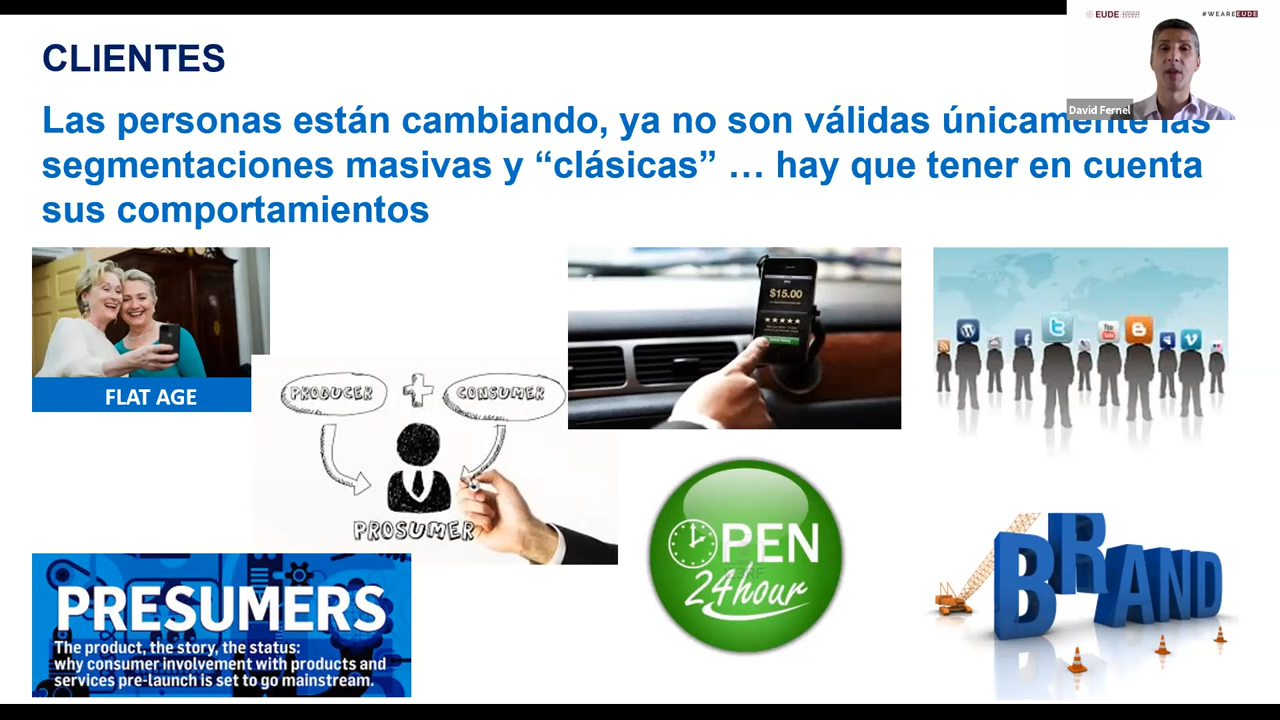 EUDE
#WEAREEUDE
David Fernel
CLIENTES
Las personas están cambiando, ya no son válidas únicamente las
segmentaciones masivas y “clásicas” … hay que tener en cuenta
sus comportamientos
FLAT AGE
PRODUCER + CONSUMER
PROSUMER
$15.00
OPEN
24hour
BRAND
PRESUMERS
The product, the story, the status:
why consumer involvement with products and
services pre-launch is set to go mainstream.